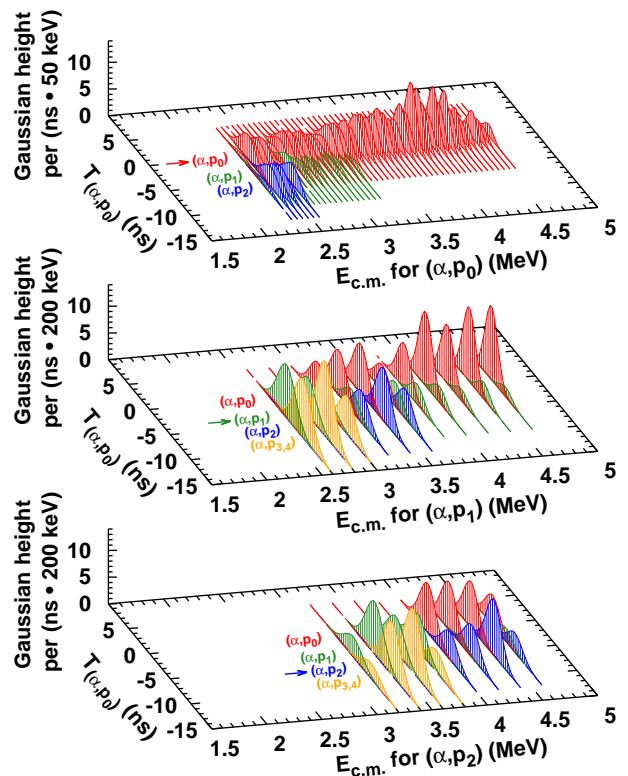 Gaussian height
per (ns • 50 keV)
10
5
0
5
0
-5
-10
-15
T(α,p0) (ns)
(α,p0)
(α,p1)
(α,p2)
1.5
2
2.5
3
3.5
4
4.5
5
Ec.m. for (α,p0) (MeV)
Gaussian height
per (ns • 200 keV)
10
5
0
5
0
-5
-10
-15
T(α,p0) (ns)
(α,p0)
(α,p1)
(α,p2)
(α,p3,4)
1.5
2
2.5
3
3.5
4
4.5
5
Ec.m. for (α,p1) (MeV)
Gaussian height
per (ns • 200 keV)
10
5
0
5
0
-5
-10
-15
T(α,p0) (ns)
(α,p0)
(α,p1)
(α,p2)
(α,p3,4)
1.5
2
2.5
3
3.5
4
4.5
5
Ec.m. for (α,p2) (MeV)